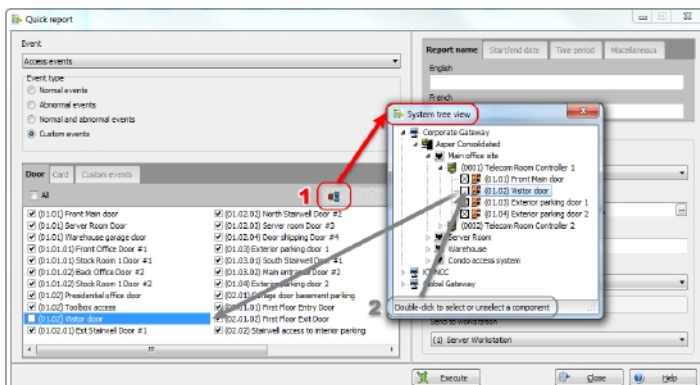 Quick report
Event
Access events
Event type
Normal events
Abnormal events
Normal and abnormal events
Custom events
Report name Start/end date Time period Miscellaneous
English
French
Door Card Custom events
All
1
(01.01) Front Main door
(01.01) Server Room Door
(01.01) Warehouse garage door
(01.01.01) Front Office Door #1
(01.01.02) Stock Room 1 Door #1
(01.01.02) Back Office Door #2
(01.01.02) Stock Room 1 Door #2
(01.02) Presidential office door
(01.02) Toolbox access
(01.02) Visitor door
(01.02.01) Est Stairwell Door #1
(01.02.02) North Stairwell Door #2
(01.02.03) Server room Door #3
(01.02.04) Door shipping Door #4
(01.03) Exterior parking door 1
(01.03.01) South Stairwell Door
(01.03.02) Main entrance Door #2
(01.04) Exterior parking door 2
(02.01) Garage door basement parking
First Floor Entry Door
(02.01.02) First Floor Exit Door
(02.02) Stairwell access to interior parking
System tree view
Corporate Gateway
Asper Consolidated
Main office site
(0001) Telecom Room Controller 1
(01.01) Front Main door
(01.02) Visitor door
(01.03) Exterior parking door 1
(01.04) Exterior parking door 2
(0002) Telecom Room Controller 2
Server Room
Warehouse
Condo access system
Global Gateway
2
Double-click to select or unselect a component
Send to workstation
(1) Server Workstation
Execute Close Help